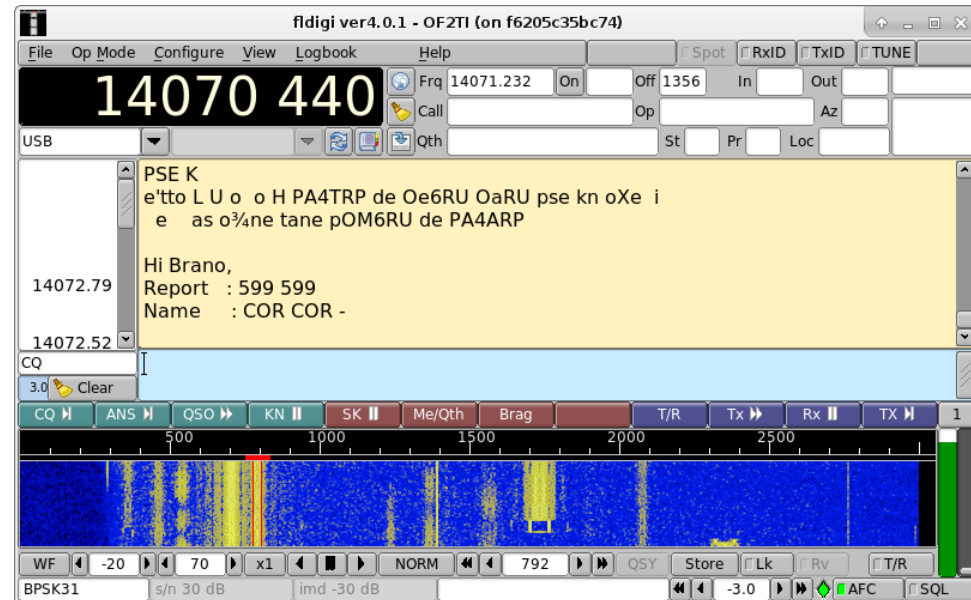 fldigi ver4.0.1 - OF2TI (on f6205c35bc74)
File Op Mode Configure View Logbook Help Spot RxID TxID TUNE
14070 440 Frq 14071.232 On Off 1356 In Out
Call Op Az
USB Qth St Pr Loc
PSE K
e'tto L U o o H PA4TRP de Oe6RU OaRU pse kn oXe i
e as o¾ne tane pOM6RU de PA4ARP
Hi Brano,
14072.79 Report : 599 599
Name : COR COR -
14072.52
CQ
3.0 Clear
CQ ANS QSO KN SK Me/Qth Brag T/R Tx Rx TX 1
500 1000 1500 2000 2500
WF -20 70 x1 NORM 792 QSY Store Lk Rv T/R
BPSK31 s/n 30 dB imd -30 dB -3.0 AFC SQL